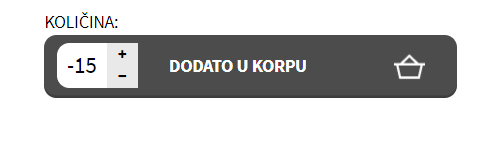 KOLIČINA:
-15 + -
DODATO U KORPU